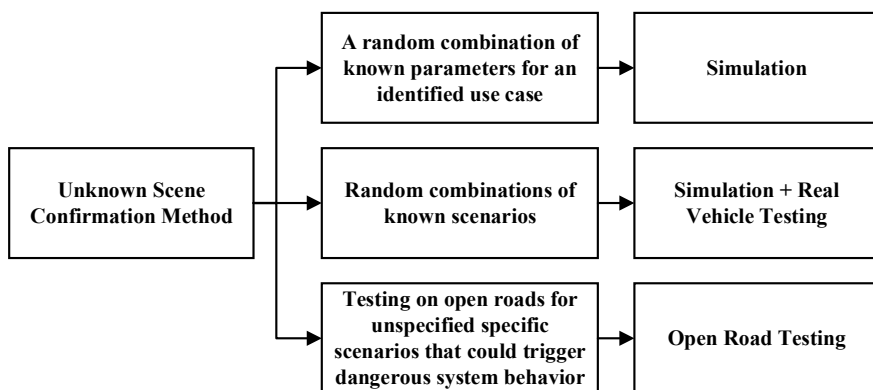 A random combination of
known parameters for an
identified use case
Simulation
Unknown Scene
Confirmation Method
Random combinations of
known scenarios
Simulation + Real
Vehicle Testing
Testing on open roads for
unspecified specific
scenarios that could trigger
dangerous system behavior
Open Road Testing